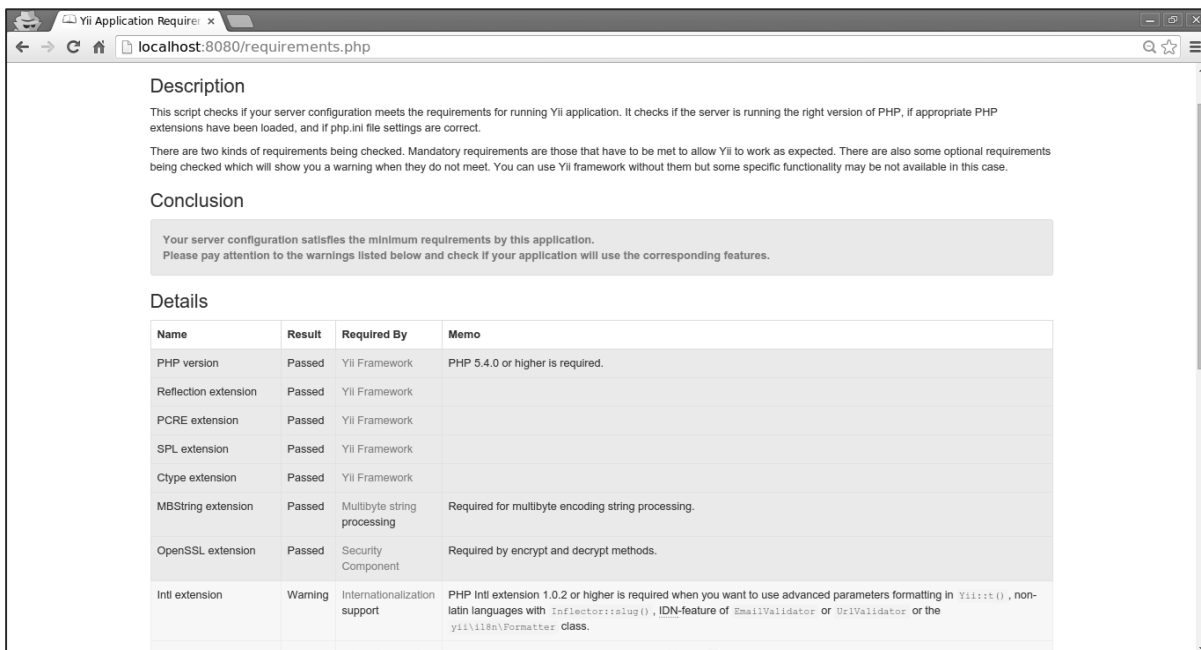 Yii Application Requirer
localhost:8080/requirements.php
Description
This script checks if your server configuration meets the requirements for running Yii application. It checks if the server is running the right version of PHP, if appropriate PHP
extensions have been loaded, and if php.ini file settings are correct.
There are two kinds of requirements being checked. Mandatory requirements are those that have to be met to allow Yii to work as expected. There are also some optional requirements
being checked which will show you a warning when they do not meet. You can use Yii framework without them but some specific functionality may be not available in this case.
Conclusion
Your server configuration satisfies the minimum requirements by this application.
Please pay attention to the warnings listed below and check if your application will use the corresponding features.
Details
Name Result Required By Memo
PHP version Passed Yii Framework PHP 5.4.0 or higher is required.
Reflection extension Passed Yii Framework
PCRE extension Passed Yii Framework
SPL extension Passed Yii Framework
Ctype extension Passed Yii Framework
MBString extension Passed Multibyte string Required for multibyte encoding string processing.
processing
OpenSSL extension Passed Security Required by encrypt and decrypt methods.
Component
Intl extension Warning Internationalization PHP Intl extension 1.0.2 or higher is required when you want to use advanced parameters formatting in Yii::t() , non-
support latin languages with Inflector::slug() , IDN-feature of EmailValidator or UrlValidator or the
yii\i18n\Formatter class.